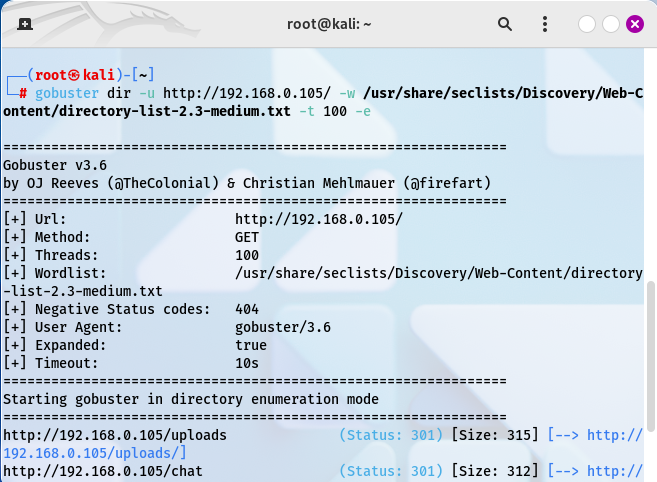 root@kali: ~
┌──(root㉿kali)-[~]
└─# gobuster dir -u http://192.168.0.105/ -w /usr/share/seclists/Discovery/Web-C
ontent/directory-list-2.3-medium.txt -t 100 -e
===============================================================
Gobuster v3.6
by OJ Reeves (@TheColonial) & Christian Mehlmauer (@firefart)
===============================================================
[+] Url:                     http://192.168.0.105/
[+] Method:                  GET
[+] Threads:                 100
[+] Wordlist:                /usr/share/seclists/Discovery/Web-Content/directory
-list-2.3-medium.txt
[+] Negative Status codes:   404
[+] User Agent:              gobuster/3.6
[+] Expanded:                true
[+] Timeout:                 10s
===============================================================
Starting gobuster in directory enumeration mode
===============================================================
http://192.168.0.105/uploads              (Status: 301) [Size: 315] [--> http://
192.168.0.105/uploads/]
http://192.168.0.105/chat                 (Status: 301) [Size: 312] [--> http://